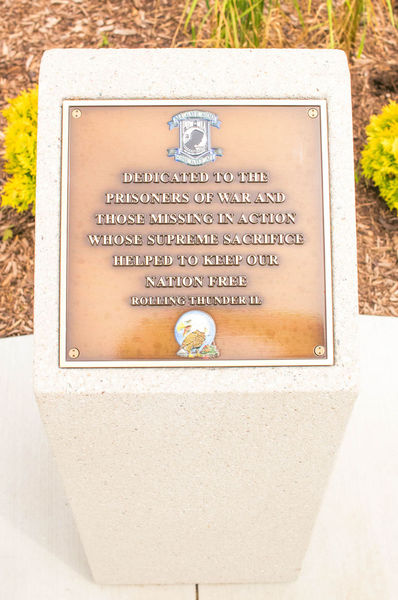 DEDICATED TO THE
PRISONERS OF WAR AND
THOSE MISSING IN ACTION
WHOSE SUPREME SACRIFICE
HELPED TO KEEP OUR
NATION FREE
ROLLING THUNDER IL